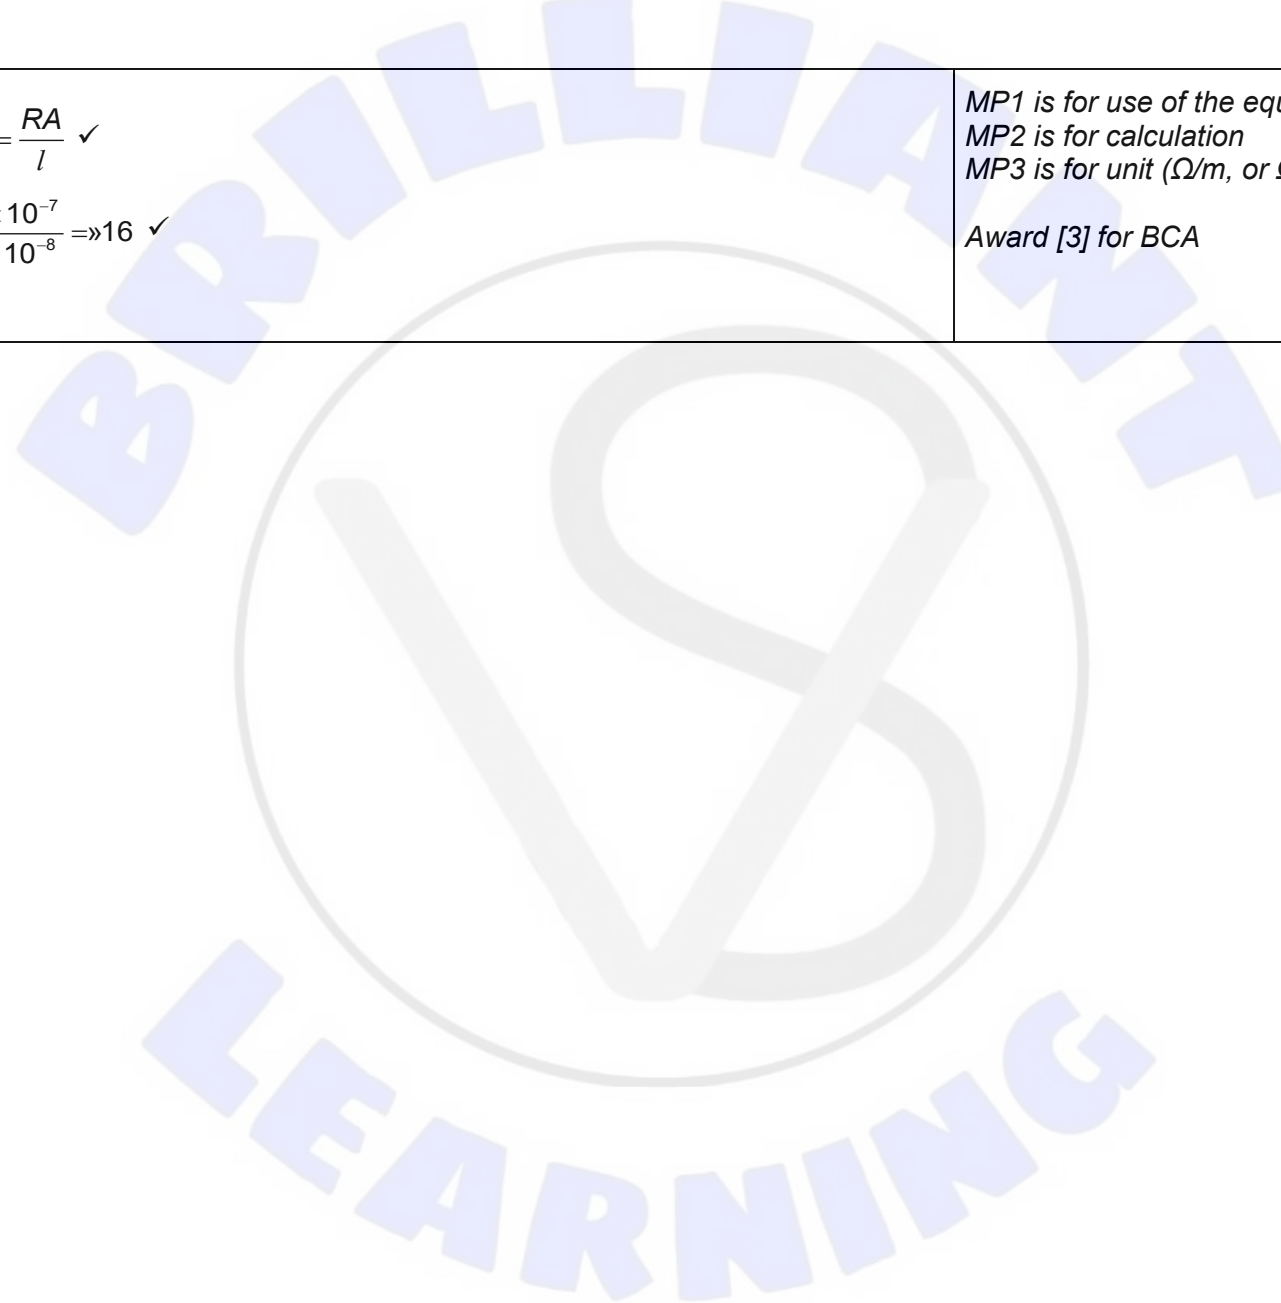 = RA/l ✓
10⁻⁷/10⁻⁸ =»16 ✓
MP1 is for use of the
MP2 is for calculation
MP3 is for unit (Ω/m, or
Award [3] for BCA
BRILLIANT
LEARNING